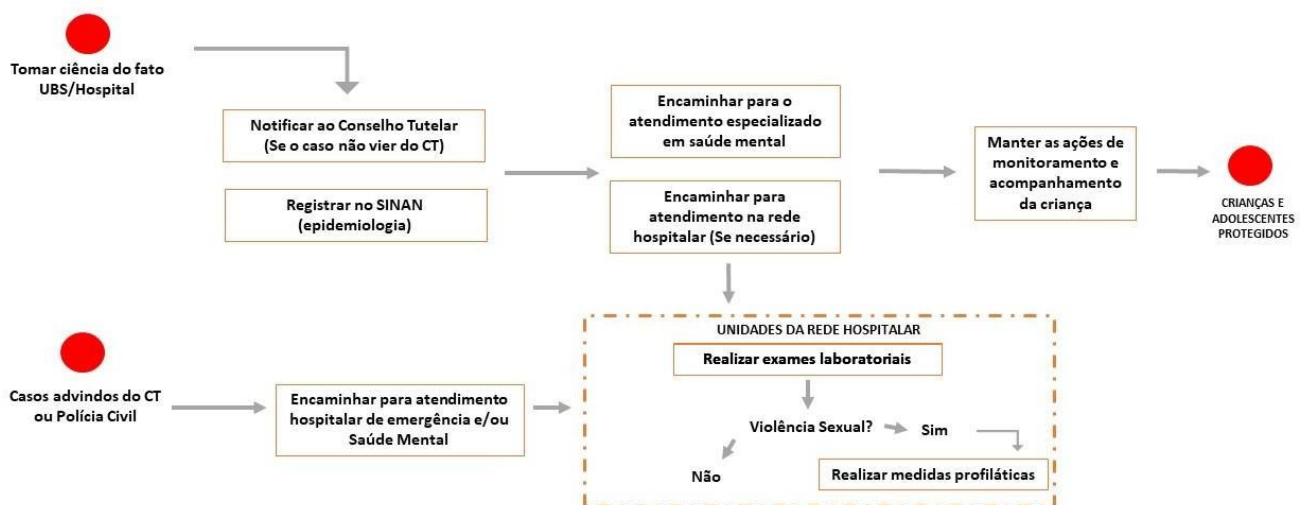 Tomar ciência do fato
UBS/Hospital
Notificar ao Conselho Tutelar
(Se o caso não vier do CT)
Registrar no SINAN
(epidemiologia)
Encaminhar para o
atendimento especializado
em saúde mental
Encaminhar para
atendimento na rede
hospitalar (Se necessário)
Manter as ações de
monitoramento e
acompanhamento
da criança
CRIANÇAS E
ADOLESCENTES
PROTEGIDOS
Casos advindos do CT
ou Polícia Civil
Encaminhar para atendimento
hospitalar de emergência e/ou
Saúde Mental
UNIDADES DA REDE HOSPITALAR
Realizar exames laboratoriais
Violência Sexual?
Sim
Não
Realizar medidas profiláticas